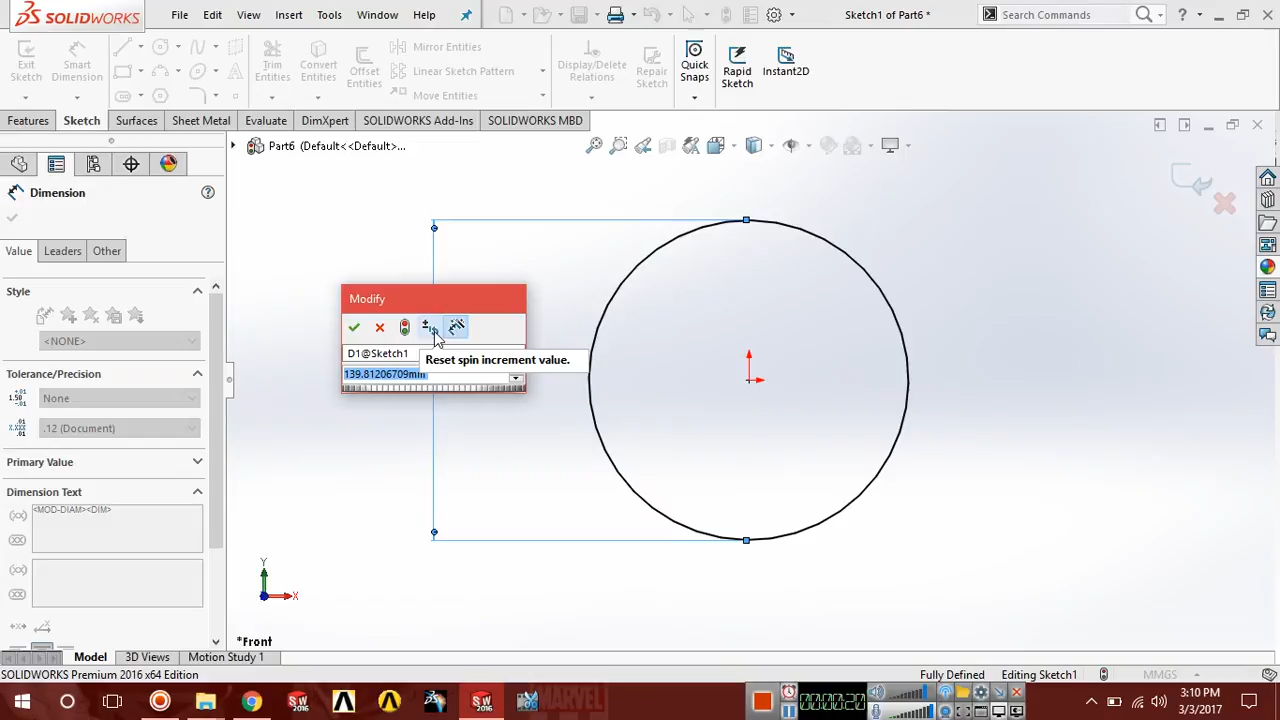 SOLIDWORKS
File Edit View Insert Tools Window Help
Sketch1 of Part6 *
Search Commands
?
Exit Sketch
Smart Dimension
Trim Entities
Convert Entities
Offset Entities
Mirror Entities
Linear Sketch Pattern
Move Entities
Display/Delete Relations
Repair Sketch
Quick Snaps
Rapid Sketch
Instant2D
Features Sketch Surfaces Sheet Metal Evaluate DimXpert SOLIDWORKS Add-Ins SOLIDWORKS MBD
Part6 (Default<<Default>...
Dimension
Value Leaders Other
Style
<NONE>
Tolerance/Precision
None
.12 (Document)
Primary Value
Dimension Text
<MOD-DIAM><DIM>
Modify
D1@Sketch1
Reset spin increment value.
139.81206709mm
Y
X
*Front
Model 3D Views Motion Study 1
SOLIDWORKS Premium 2016 x64 Edition
Fully Defined Editing Sketch1 MMGS
00:00:20
3:10 PM
3/3/2017